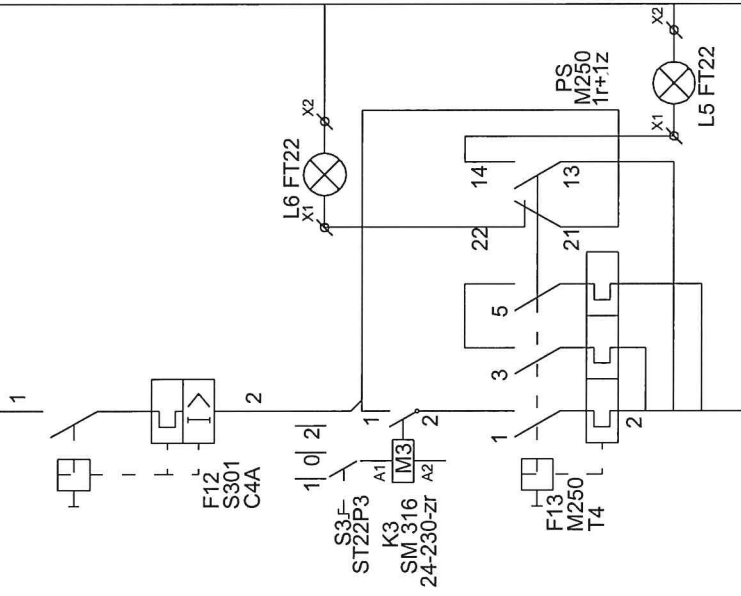 X2
X1
L6 FT22
X2
X1
L5 FT22
PS
M250
1r+1z
14
13
22
21
5
3
1
2
1
2
F12
S301
C4A
I>
1
2
1 0 2
S3
ST22P3
A1
M3
A2
K3
SM 316
24-230-zr
F13
M250
T4